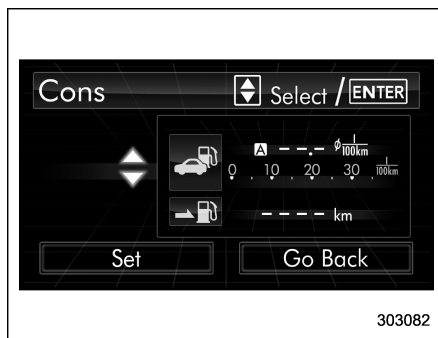 Cons Select / ENTER
A --.- ø l/100km
0 10 20 30 l/100km
---- km
Set Go Back
303082